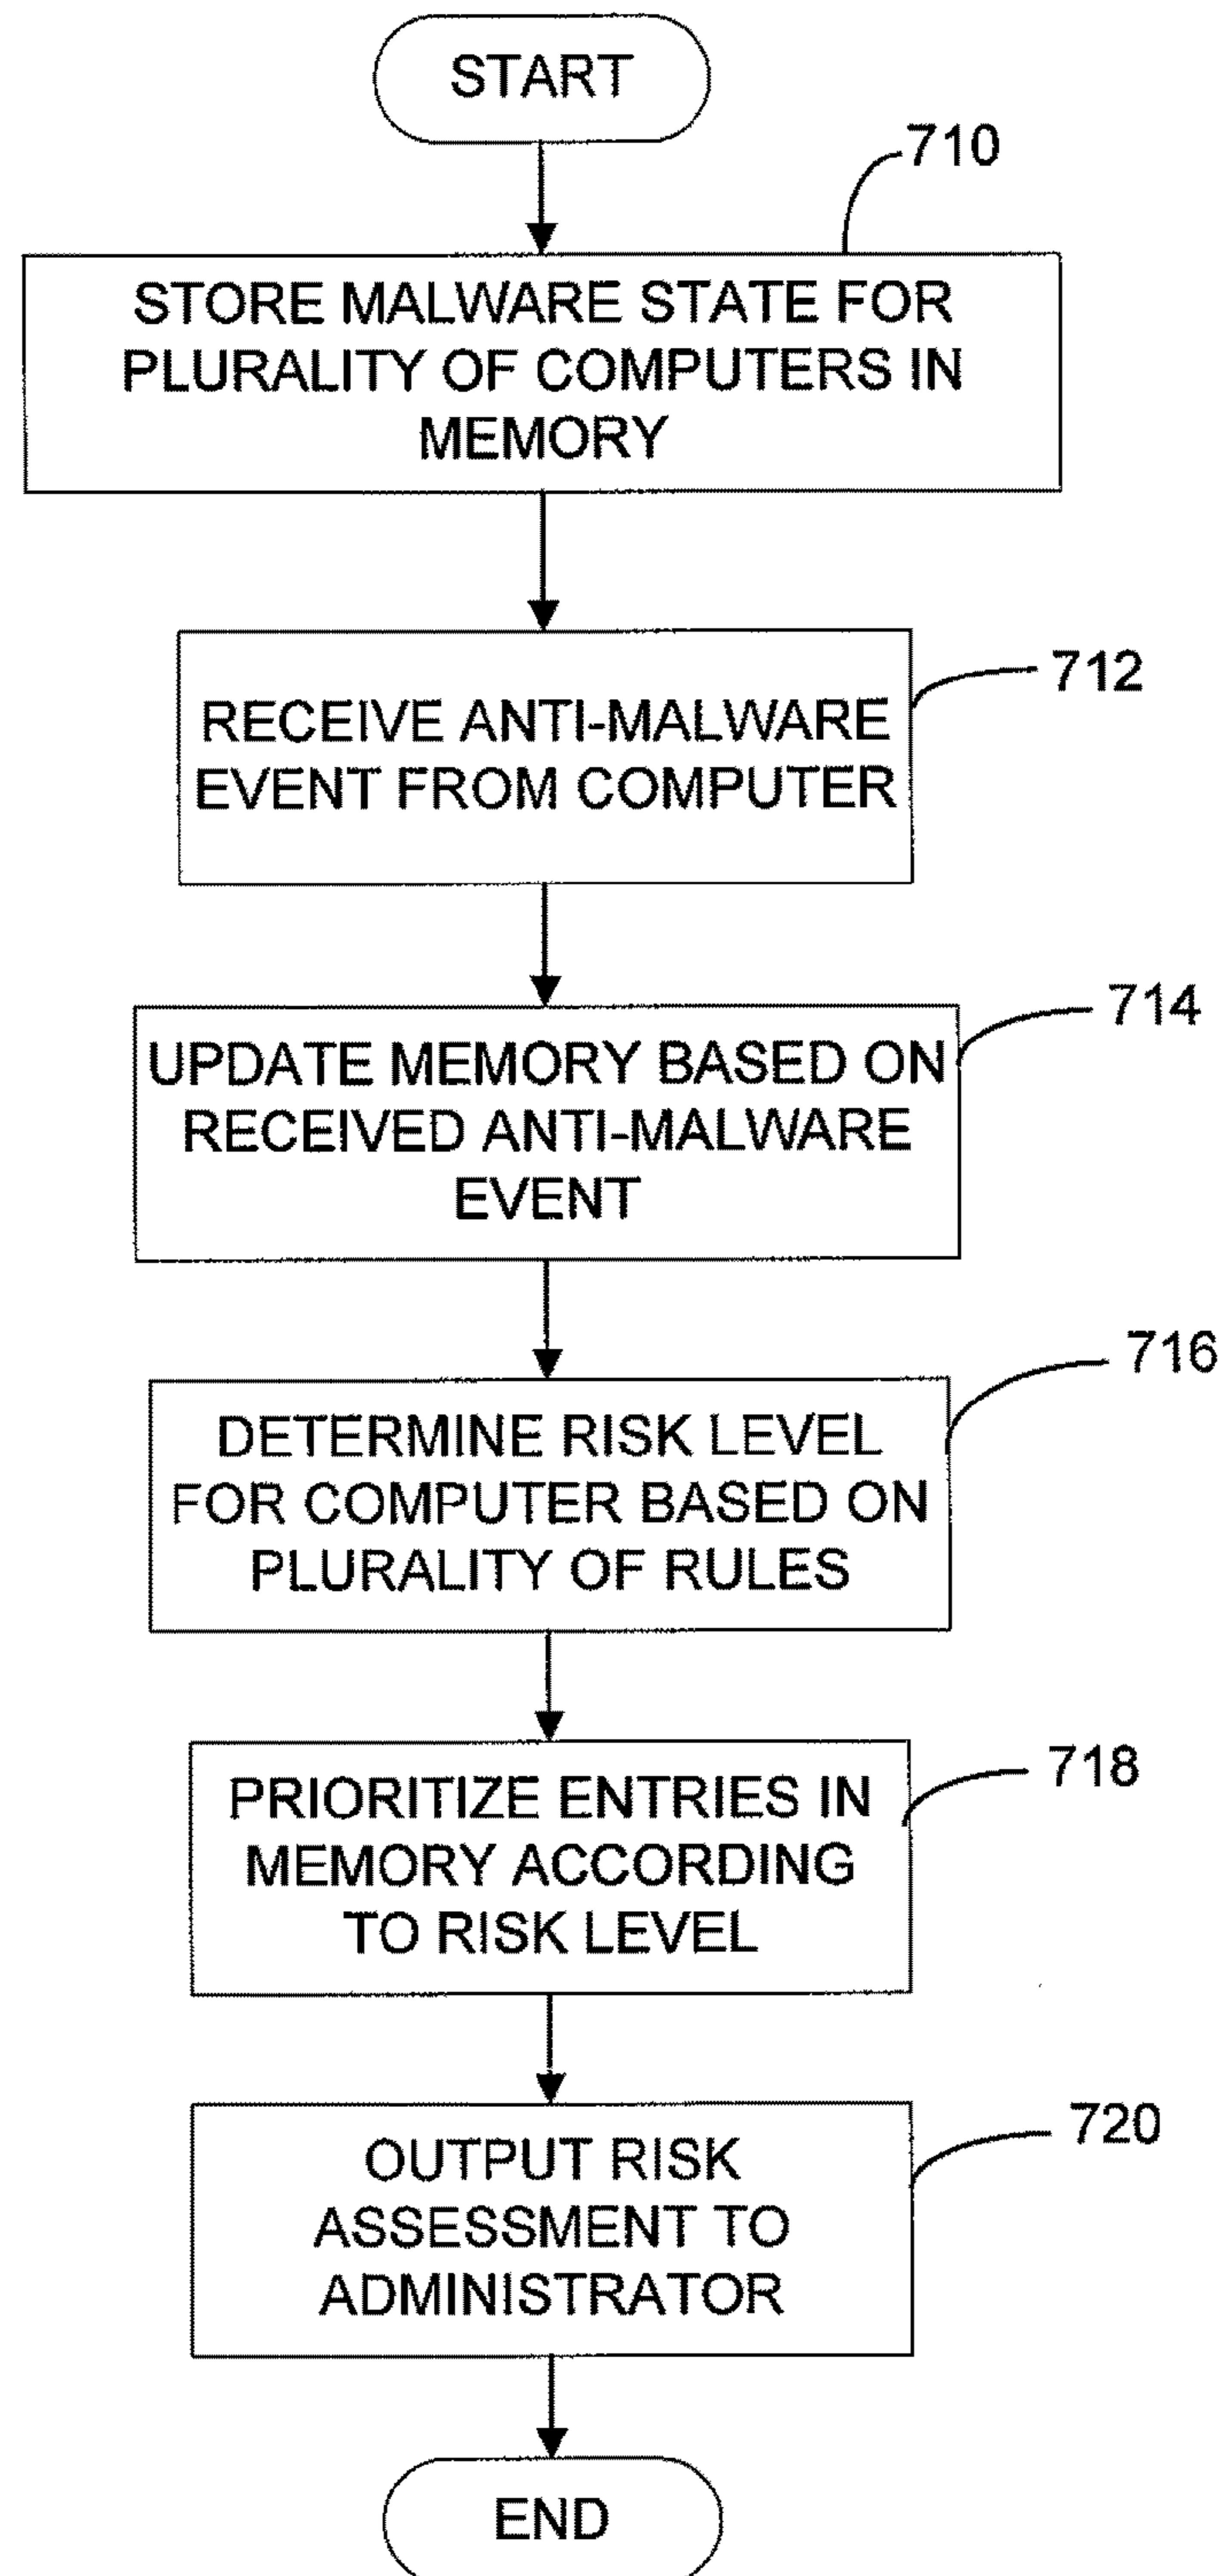 START
710
STORE MALWARE STATE FOR
PLURALITY OF COMPUTERS IN
MEMORY
712
RECEIVE ANTI-MALWARE
EVENT FROM COMPUTER
714
UPDATE MEMORY BASED ON
RECEIVED ANTI-MALWARE
EVENT
716
DETERMINE RISK LEVEL
FOR COMPUTER BASED ON
PLURALITY OF RULES
718
PRIORITIZE ENTRIES IN
MEMORY ACCORDING
TO RISK LEVEL
720
OUTPUT RISK
ASSESSMENT TO
ADMINISTRATOR
END